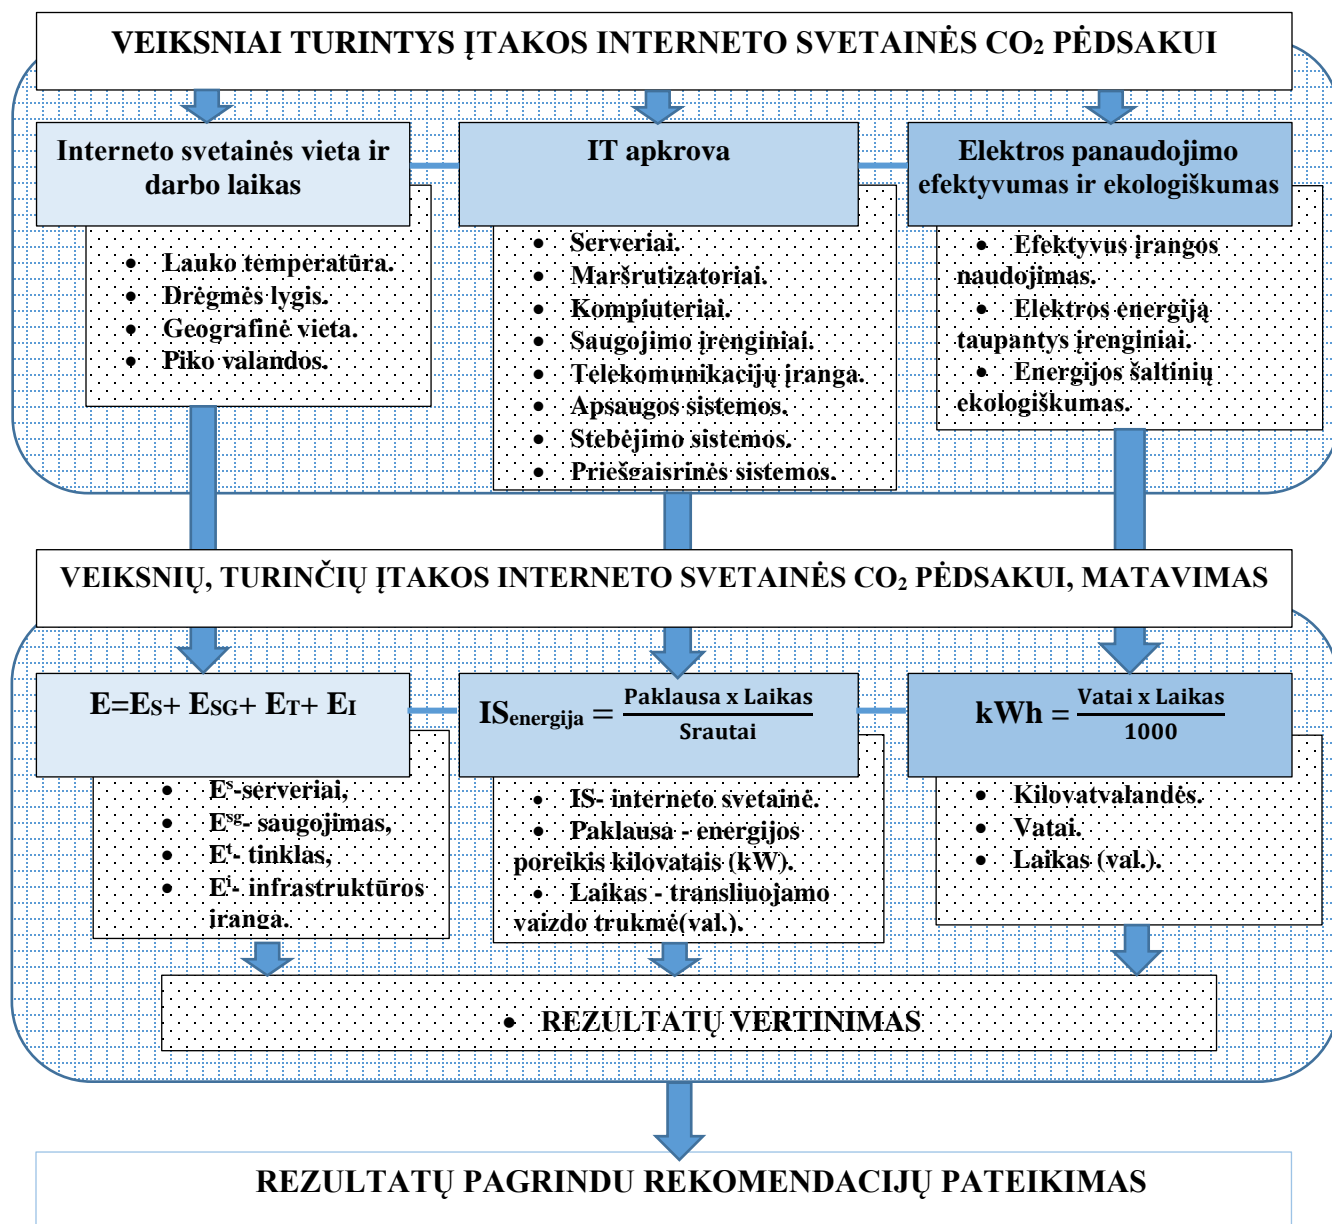 VEIKSNIAI TURINTYS ĮTAKOS INTERNETO SVETAINĖS CO₂ PĖDSAKUI
Interneto svetainės vieta ir
darbo laikas
• Lauko temperatūra.
• Drėgmės lygis.
• Geografinė vieta.
• Piko valandos.
IT apkrova
• Serveriai.
• Maršrutizatoriai.
• Kompiuteriai.
• Saugojimo įrenginiai.
• Telekomunikacijų įranga.
• Apsaugos sistemos.
• Stebėjimo sistemos.
• Priešgaisrinės sistemos.
Elektros panaudojimo
efektyvumas ir ekologiškumas
• Efektyvus įrangos
naudojimas.
• Elektros energiją
taupantys įrenginiai.
• Energijos šaltinių
ekologiškumas.
VEIKSNIŲ, TURINČIŲ ĮTAKOS INTERNETO SVETAINĖS CO₂ PĖDSAKUI, MATAVIMAS
E=ES+ ESG+ ET+ EI
• Eˢ-serveriai,
• Eˢᵍ- saugojimas,
• Eᵗ- tinklas,
• Eⁱ- infrastruktūros
įranga.
ISenergija = Paklausa x Laikas / Srautai
• IS- interneto svetainė.
• Paklausa - energijos
poreikis kilovatais (kW).
• Laikas - transliuojamo
vaizdo trukmė(val.).
kWh = Vatai x Laikas / 1000
• Kilovatvalandės.
• Vatai.
• Laikas (val.).
• REZULTATŲ VERTINIMAS
REZULTATŲ PAGRINDU REKOMENDACIJŲ PATEIKIMAS